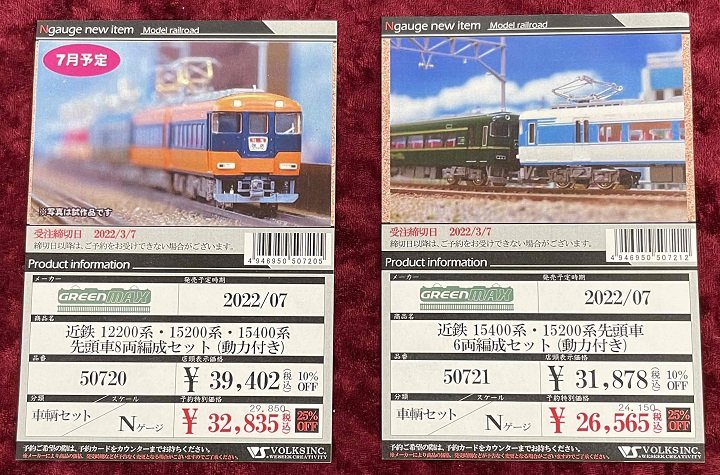 Ngauge new item Model railroad
7月予定
※写真は試作品です
受注締切日 2022/3/7
締切日以降は、ご予約をお受けできない場合がございます。
4 946950 507205
Product information
メーカー
発売予定時期
GREENMAX
2022/07
商品名
近鉄 12200系・15200系・15400系
先頭車8両編成セット(動力付き)
品番
店頭表示価格
50720
¥ 39,402 (税込) 10% OFF
分類
スケール
予約特別価格
29,850
車輌セット
Nゲージ
¥ 32,835 (税込) 25% OFF
予約ご希望の際は、予約カードをカウンターまでお持ちください。
VOLKS INC.
WEBSEEK CREATIVITY
Ngauge new item Model railroad
受注締切日 2022/3/7
締切日以降は、ご予約をお受けできない場合がございます。
4 946950 507212
Product information
メーカー
発売予定時期
GREENMAX
2022/07
商品名
近鉄 15400系・15200系先頭車
6両編成セット(動力付き)
品番
店頭表示価格
50721
¥ 31,878 (税込) 10% OFF
分類
スケール
予約特別価格
24,150
車輌セット
Nゲージ
¥ 26,565 (税込) 25% OFF
予約ご希望の際は、予約カードをカウンターまでお持ちください。
VOLKS INC.
WEBSEEK CREATIVITY